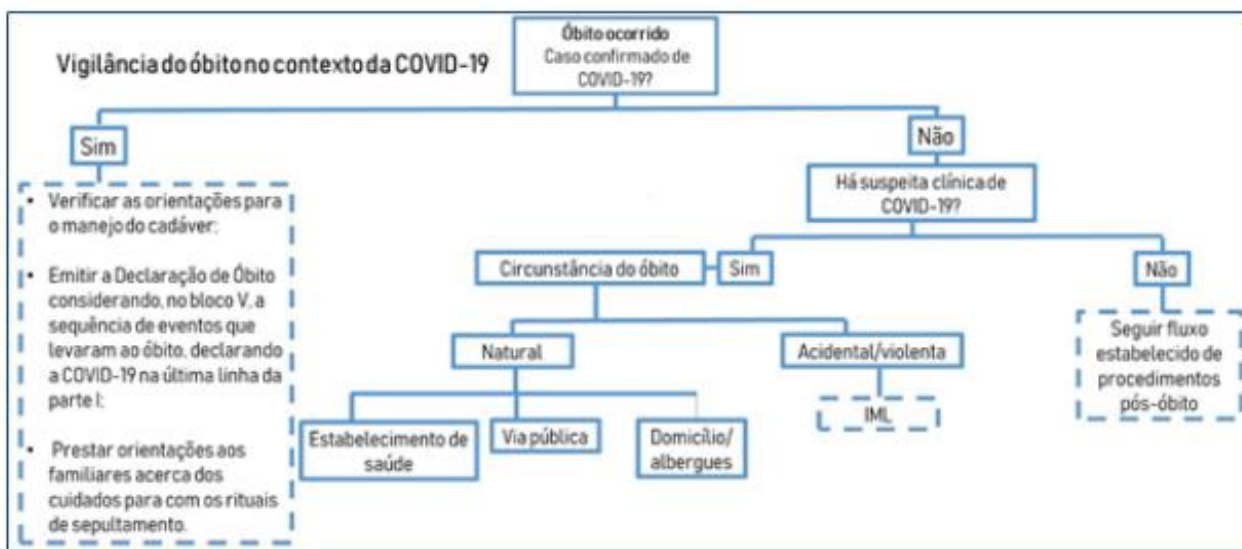 Óbito ocorrido
Caso confirmado de
COVID-19?
Vigilância do óbito no contexto da COVID-19
Sim
Não
• Verificar as orientações para
o manejo do cadáver;
• Emitir a Declaração de Óbito
considerando, no bloco V, a
sequência de eventos que
levaram ao óbito, declarando
a COVID-19 na última linha da
parte I;
• Prestar orientações aos
familiares acerca dos
cuidados para com os rituais
de sepultamento.
Há suspeita clínica de
COVID-19?
Circunstância do óbito
Sim
Não
Natural
Acidental/violenta
Seguir fluxo
estabelecido de
procedimentos
pós-óbito
IML
Estabelecimento de
saúde
Via pública
Domicílio/
albergues